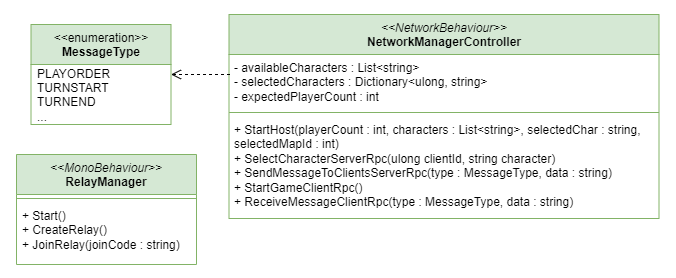 <<enumeration>>
MessageType
PLAYORDER
TURNSTART
TURNEND
...
<<NetworkBehaviour>>
NetworkManagerController
- availableCharacters : List<string>
- selectedCharacters : Dictionary<ulong, string>
- expectedPlayerCount : int
+ StartHost(playerCount : int, characters : List<string>, selectedChar : string,
selectedMapId : int)
+ SelectCharacterServerRpc(ulong clientId, string character)
+ SendMessageToClientsServerRpc(type : MessageType, data : string)
+ StartGameClientRpc()
+ ReceiveMessageClientRpc(type : MessageType, data : string)
<<MonoBehaviour>>
RelayManager
+ Start()
+ CreateRelay()
+ JoinRelay(joinCode : string)